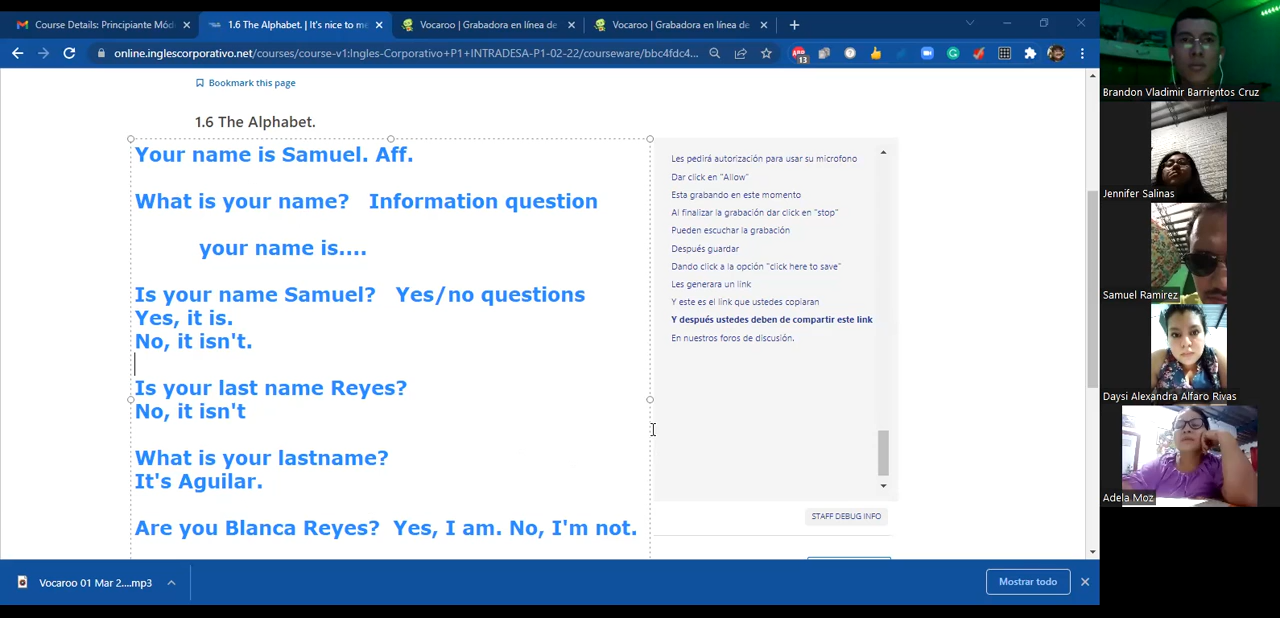 Course Details: Principiante Mód
1.6 The Alphabet. | It's nice to me
Vocaroo | Grabadora en línea de
Vocaroo | Grabadora en línea de
online.inglescorporativo.net/courses/course-v1:Ingles-Corporativo+P1+INTRADESA-P1-02-22/courseware/bbc4fdc4...
13
Bookmark this page
1.6 The Alphabet.
Your name is Samuel. Aff.
What is your name? Information question
your name is....
Is your name Samuel? Yes/no questions
Yes, it is.
No, it isn't.
Is your last name Reyes?
No, it isn't
What is your lastname?
It's Aguilar.
Are you Blanca Reyes? Yes, I am. No, I'm not.
Les pedirá autorización para usar su microfono
Dar click en "Allow"
Esta grabando en este momento
Al finalizar la grabación dar click en "stop"
Pueden escuchar la grabación
Después guardar
Dando click a la opción "click here to save"
Les generara un link
Y este es el link que ustedes copiaran
Y después ustedes deben de compartir este link
En nuestros foros de discusión.
STAFF DEBUG INFO
Vocaroo 01 Mar 2....mp3
Mostrar todo
Brandon Vladimir Barrientos Cruz
Jennifer Salinas
Samuel Ramirez
Daysi Alexandra Alfaro Rivas
Adela Moz